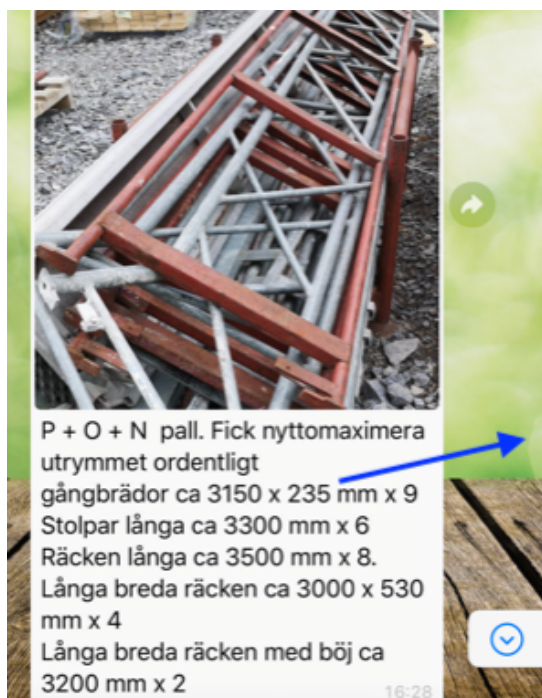 P + O + N pall. Fick nyttomaximera
utrymmet ordentligt
gångbrädor ca 3150 x 235 mm x 9
Stolpar långa ca 3300 mm x 6
Räcken långa ca 3500 mm x 8.
Långa breda räcken ca 3000 x 530
mm x 4
Långa breda räcken med böj ca
3200 mm x 2
16:28